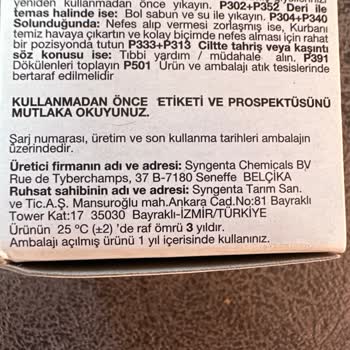 yeniden kullanmadan önce yıkayın. P302+P352 Deri ile
temas halinde ise: Bol sabun ve su ile yıkayın. P304+P340
Solunduğunda: Nefes alıp vermesi zorlaşmış ise, Kurbanı
temiz havaya çıkartın ve kolay biçimde nefes alması için rahat
bir pozisyonda tutun P333+P313 Ciltte tahriş veya kaşıntı
söz konusu ise: Tıbbi yardım / müdahale alın. P391
Dökülenleri toplayın P501 Ürün ve ambalajı atık tesislerinde
bertaraf edilmelidir
KULLANMADAN ÖNCE ETİKETİ VE PROSPEKTÜSÜNÜ
MUTLAKA OKUYUNUZ.
Şarj numarası, üretim ve son kullanma tarihleri ambalajın
üzerindedir.
Üretici firmanın adı ve adresi: Syngenta Chemicals BV
Rue de Tyberchamps, 37 B-7180 Seneffe BELÇİKA
Ruhsat sahibinin adı ve adresi: Syngenta Tarım San.
ve Tic.A.Ş. Mansuroğlu mah.Ankara Cad.No:81 Bayraklı
Tower Kat:17 35030 Bayraklı-İZMİR/TÜRKİYE
Ürünün 25 ºC (±2) 'de raf ömrü 3 yıldır.
Ambalajı açılmış ürünü 1 yıl içerisinde kullanınız.